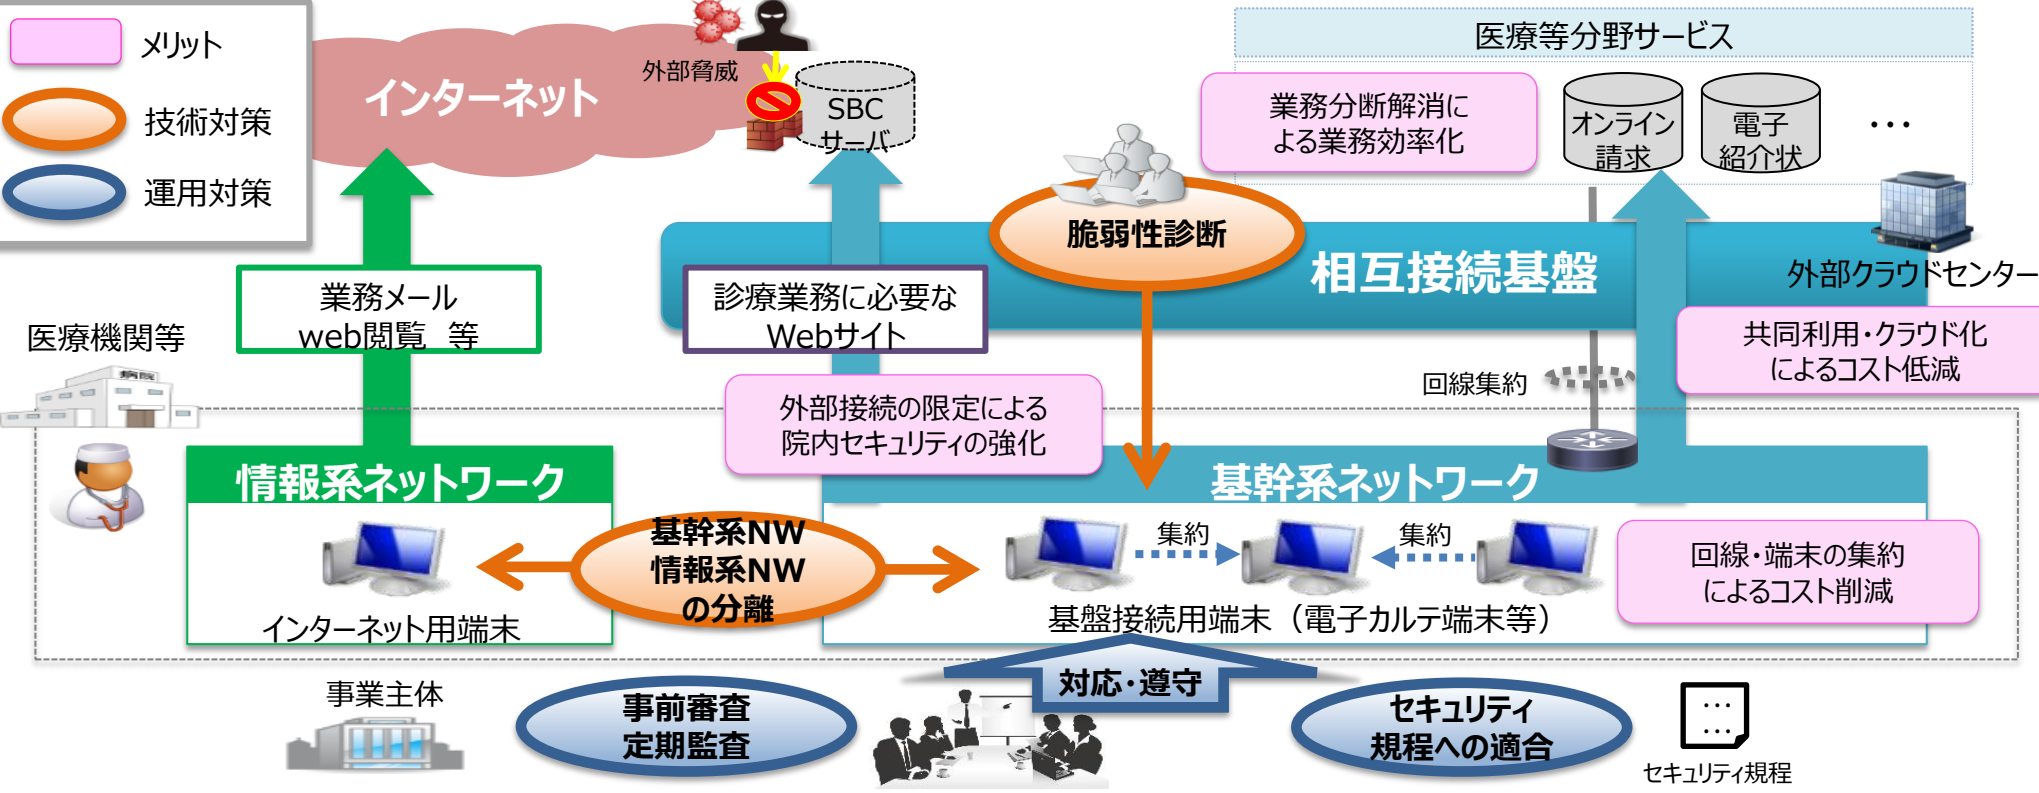 メリット
技術対策
運用対策
インターネット
外部脅威
SBC
サーバ
医療等分野サービス
業務分断解消に
よる業務効率化
オンライン
請求
電子
紹介状
・・・
脆弱性診断
相互接続基盤
外部クラウドセンター
業務メール
web閲覧 等
診療業務に必要な
Webサイト
共同利用・クラウド化
によるコスト低減
医療機関等
病院
回線集約
外部接続の限定による
院内セキュリティの強化
情報系ネットワーク
基幹系ネットワーク
基幹系NW
情報系NW
の分離
集約
集約
回線・端末の集約
によるコスト削減
インターネット用端末
基盤接続用端末（電子カルテ端末等）
対応・遵守
事業主体
事前審査
定期監査
セキュリティ
規程への適合
・・・
・・・
セキュリティ規程